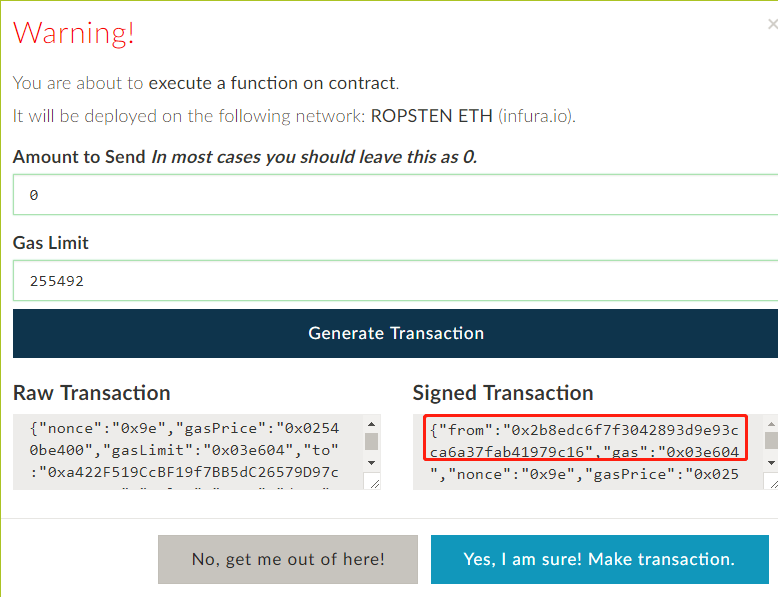 Warning!
You are about to execute a function on contract.
It will be deployed on the following network: ROPSTEN ETH (infura.io).
Amount to Send In most cases you should leave this as 0.
0
Gas Limit
255492
Generate Transaction
Raw Transaction
{"nonce":"0x9e","gasPrice":"0x0254
0be400","gasLimit":"0x03e604","to"
:"0xa422F519CcBF19f7BB5dC26579D97c
Signed Transaction
{"from":"0x2b8edc6f7f3042893d9e93c
ca6a37fab41979c16","gas":"0x03e604
","nonce":"0x9e","gasPrice":"0x025
No, get me out of here!
Yes, I am sure! Make transaction.